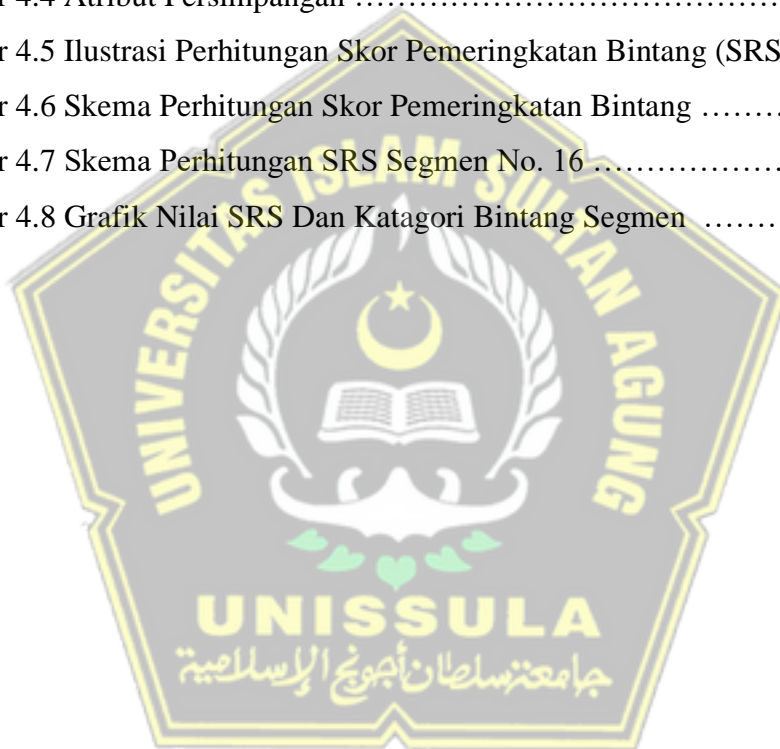 r 4.4 Atribut Persimpangan ……………………………………
r 4.5 Ilustrasi Perhitungan Skor Pemeringkatan Bintang (SRS
r 4.6 Skema Perhitungan Skor Pemeringkatan Bintang ………
r 4.7 Skema Perhitungan SRS Segmen No. 16 ………………
r 4.8 Grafik Nilai SRS Dan Katagori Bintang Segmen ………
UNIVERSITAS ISLAM SULTAN AGUNG
UNISSULA
جامعة سلطان أجونج الإسلامية